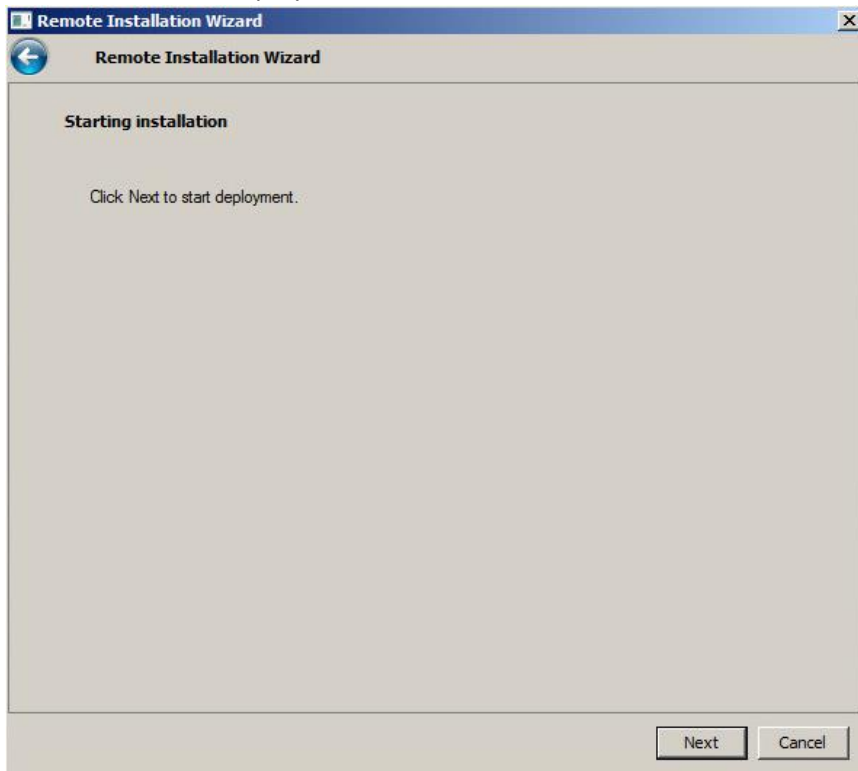 Remote Installation Wizard
Remote Installation Wizard
Starting installation
Click Next to start deployment.
Next Cancel